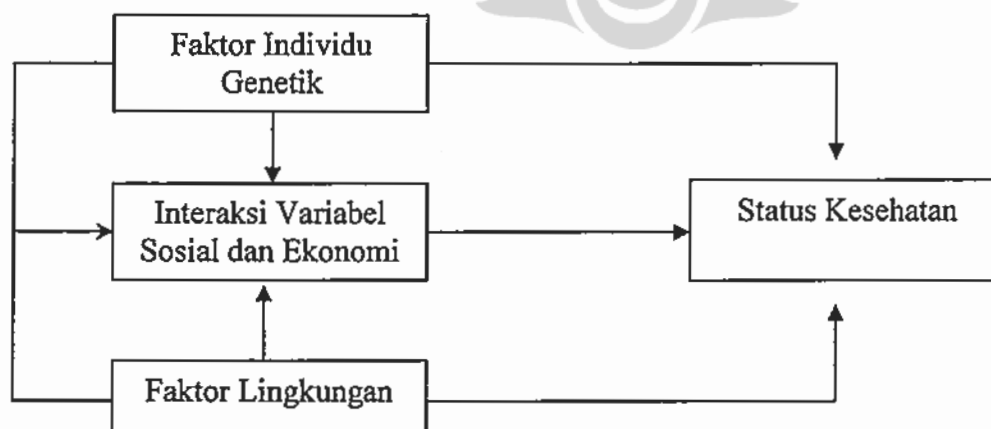 Faktor Individu
Genetik
Interaksi Variabel
Sosial dan Ekonomi
Status Kesehatan
Faktor Lingkungan